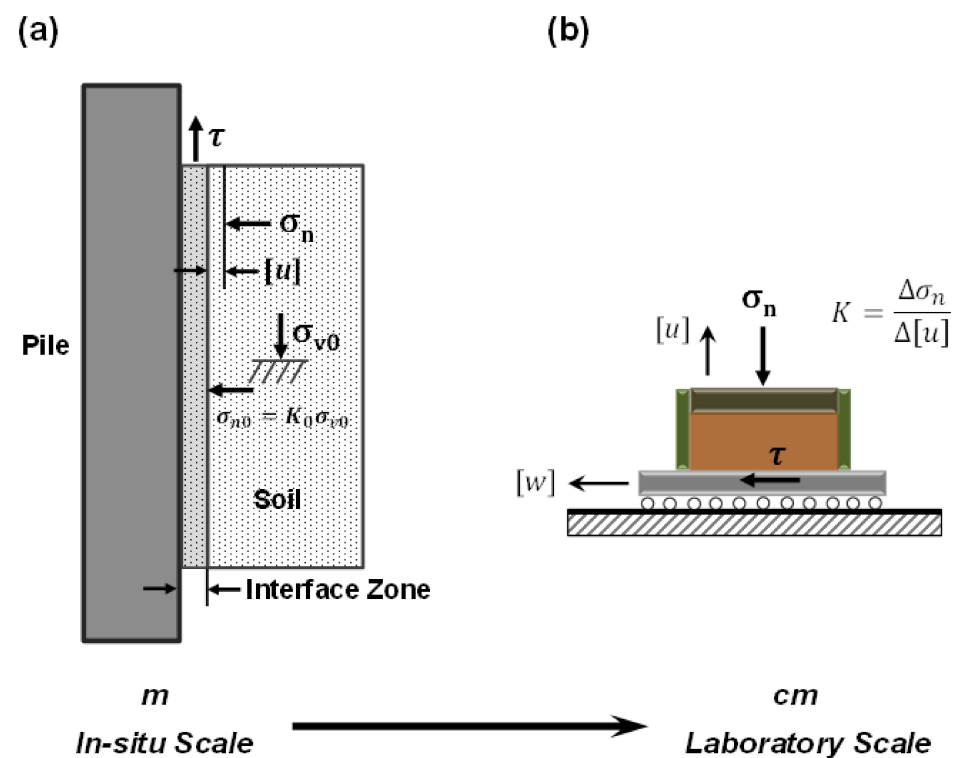 (a)
τ
σn
[u]
Pile
σv0
σn0 = K0σv0
Soil
Interface Zone
m
In-situ Scale
(b)
σn
[u]
K = Δσn / Δ[u]
τ
[w]
cm
Laboratory Scale